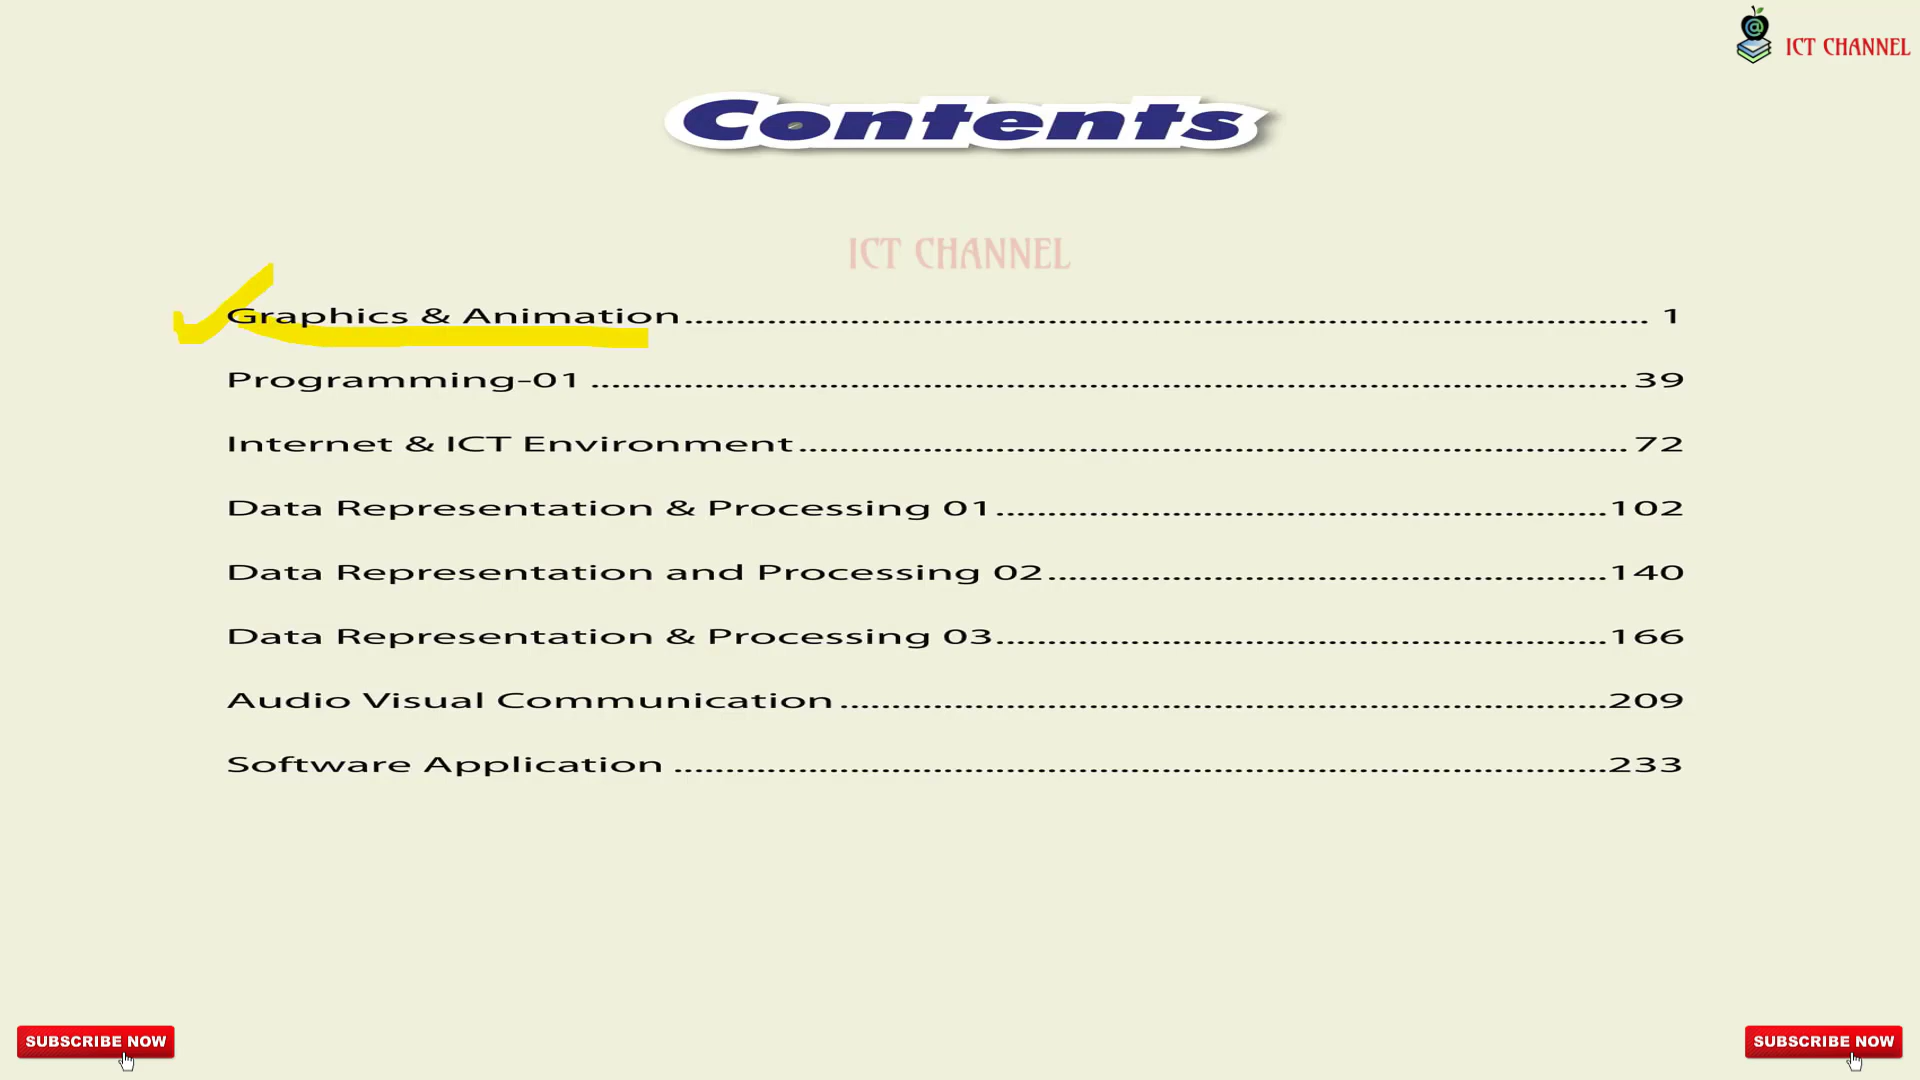 ICT CHANNEL
Contents
ICT CHANNEL
Graphics & Animation................................................................................................ 1
Programming-01 ....................................................................................................... 39
Internet & ICT Environment................................................................................... 72
Data Representation & Processing 01.............................................................102
Data Representation and Processing 02........................................................140
Data Representation & Processing 03.............................................................166
Audio Visual Communication .............................................................................209
Software Application .............................................................................................233
SUBSCRIBE NOW
SUBSCRIBE NOW